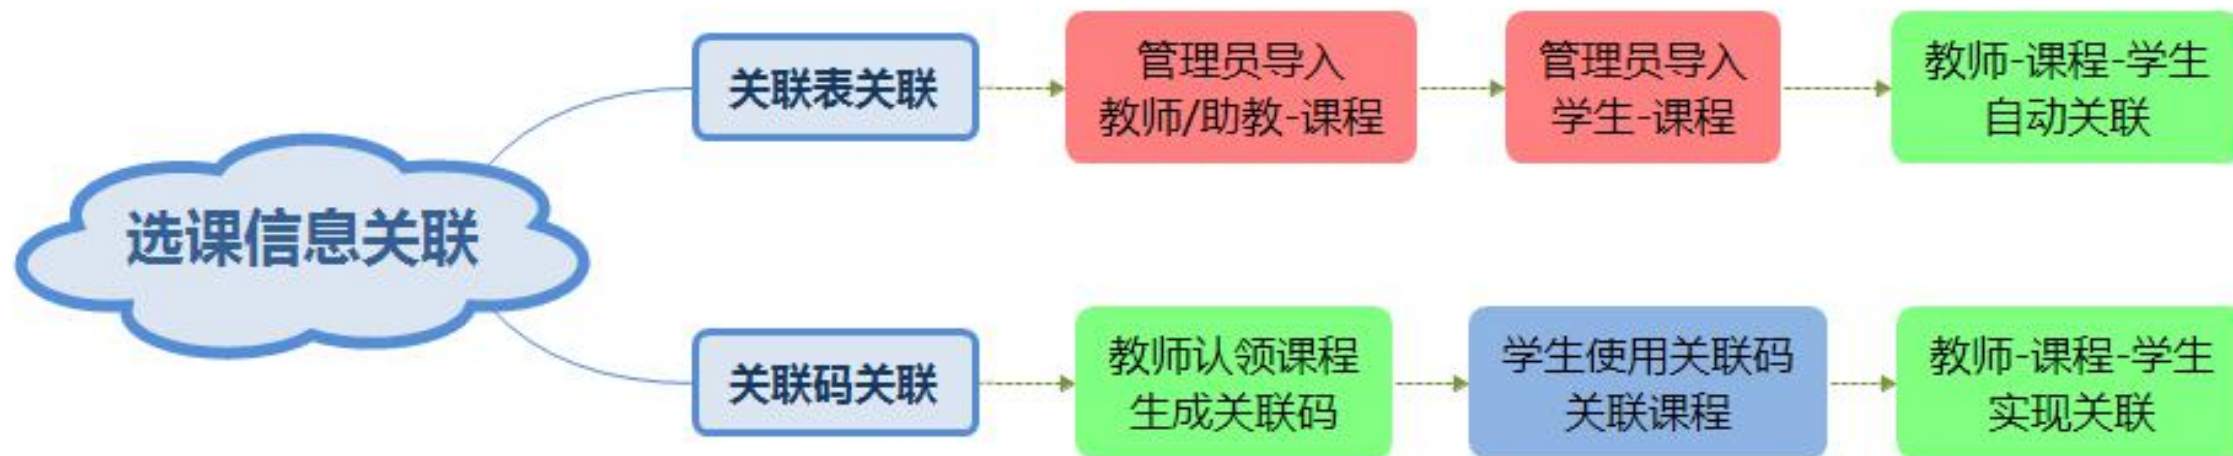 选课信息关联
关联表关联
管理员导入
教师/助教-课程
管理员导入
学生-课程
教师-课程-学生
自动关联
关联码关联
教师认领课程
生成关联码
学生使用关联码
关联课程
教师-课程-学生
实现关联